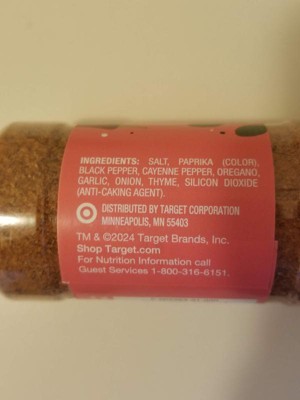 INGREDIENTS: SALT, PAPRIKA (COLOR),
BLACK PEPPER, CAYENNE PEPPER, OREGANO,
GARLIC, ONION, THYME, SILICON DIOXIDE
(ANTI-CAKING AGENT).
DISTRIBUTED BY TARGET CORPORATION
MINNEAPOLIS, MN 55403
TM & ©2024 Target Brands, Inc.
Shop Target.com
For Nutrition Information call
Guest Services 1-800-316-6151.